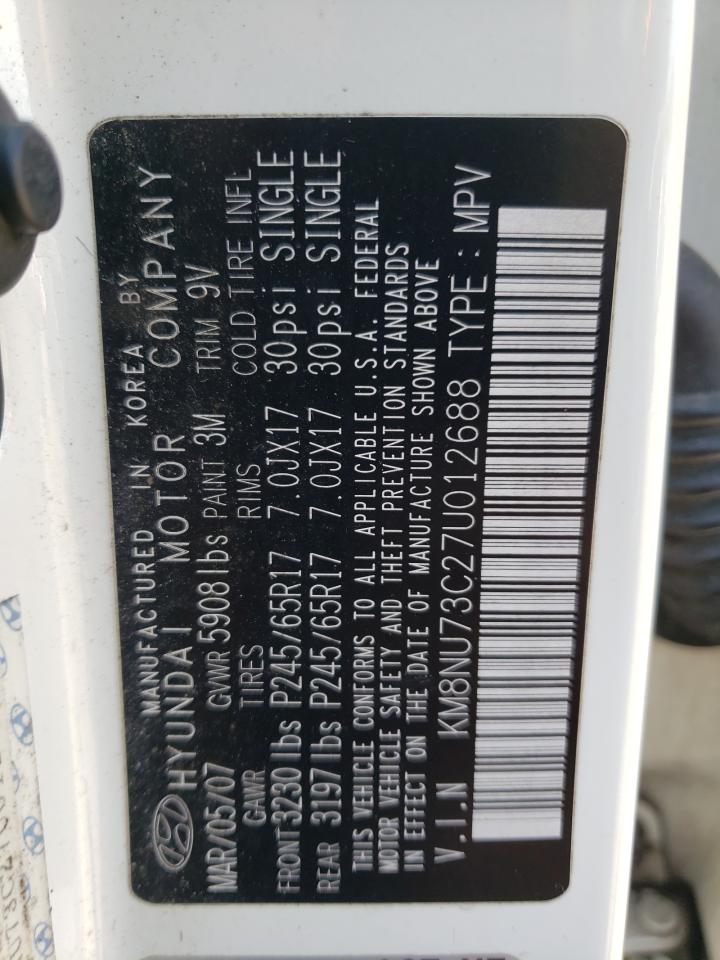 MANUFACTURED IN KOREA BY
HYUNDAI MOTOR COMPANY
MAR/05/07 GVWR 5908 lbs PAINT 3M TRIM 9V
GAWR TIRES RIMS COLD TIRE INFL
FRONT 3230 lbs P245/65R17 7.0JX17 30psi SINGLE
REAR 3197 lbs P245/65R17 7.0JX17 30psi SINGLE
THIS VEHICLE CONFORMS TO ALL APPLICABLE U.S.A. FEDERAL
MOTOR VEHICLE SAFETY AND THEFT PREVENTION STANDARDS
IN EFFECT ON THE DATE OF MANUFACTURE SHOWN ABOVE
V.I.N KM8NU73C27U012688 TYPE : MPV